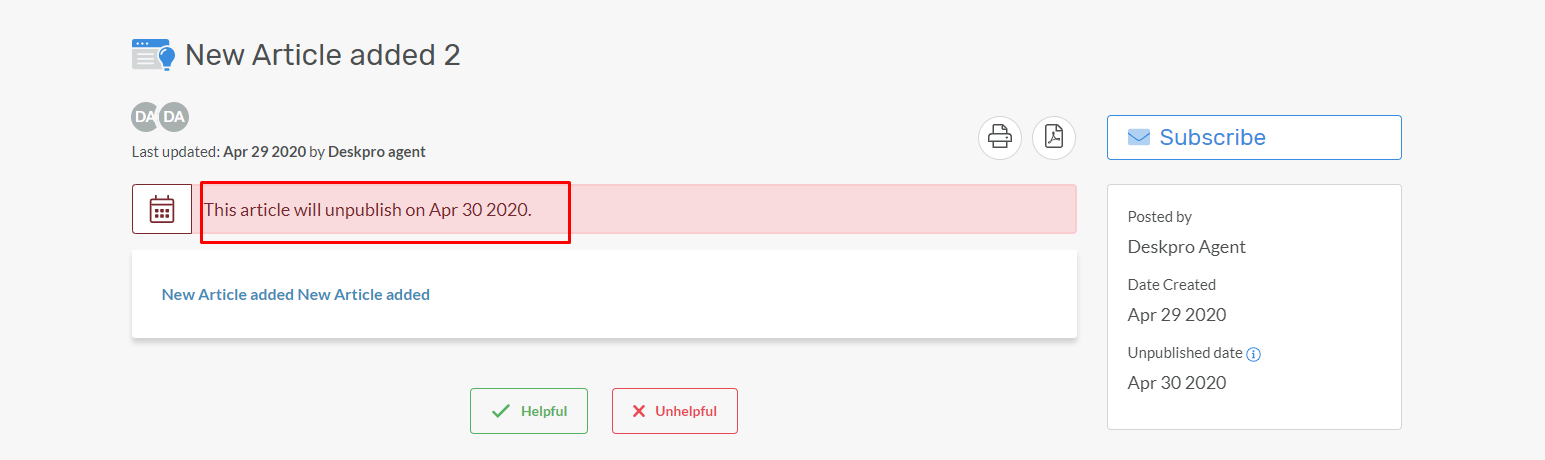 New Article added 2
DA DA
Last updated: Apr 29 2020 by Deskpro agent
This article will unpublish on Apr 30 2020.
New Article added New Article added
Helpful
Unhelpful
Subscribe
Posted by
Deskpro Agent
Date Created
Apr 29 2020
Unpublished date
Apr 30 2020